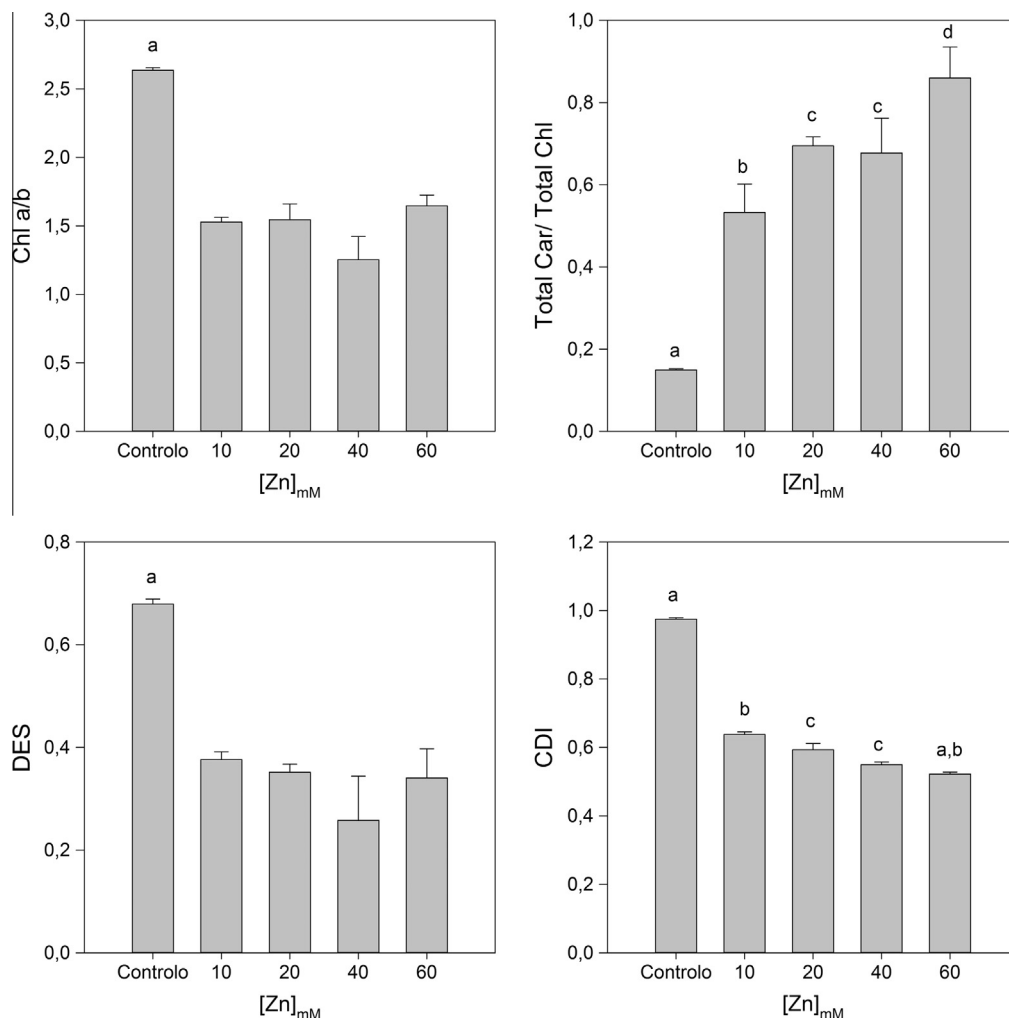 Chl a/b
3,0
2,5
2,0
1,5
1,0
0,5
0,0
a
Controlo 10 20 40 60
[Zn]mM
Total Car/ Total Chl
1,0
0,8
0,6
0,4
0,2
0,0
a b c c d
Controlo 10 20 40 60
[Zn]mM
DES
0,8
0,6
0,4
0,2
0,0
a
Controlo 10 20 40 60
[Zn]mM
CDI
1,2
1,0
0,8
0,6
0,4
0,2
0,0
a b c c a,b
Controlo 10 20 40 60
[Zn]mM